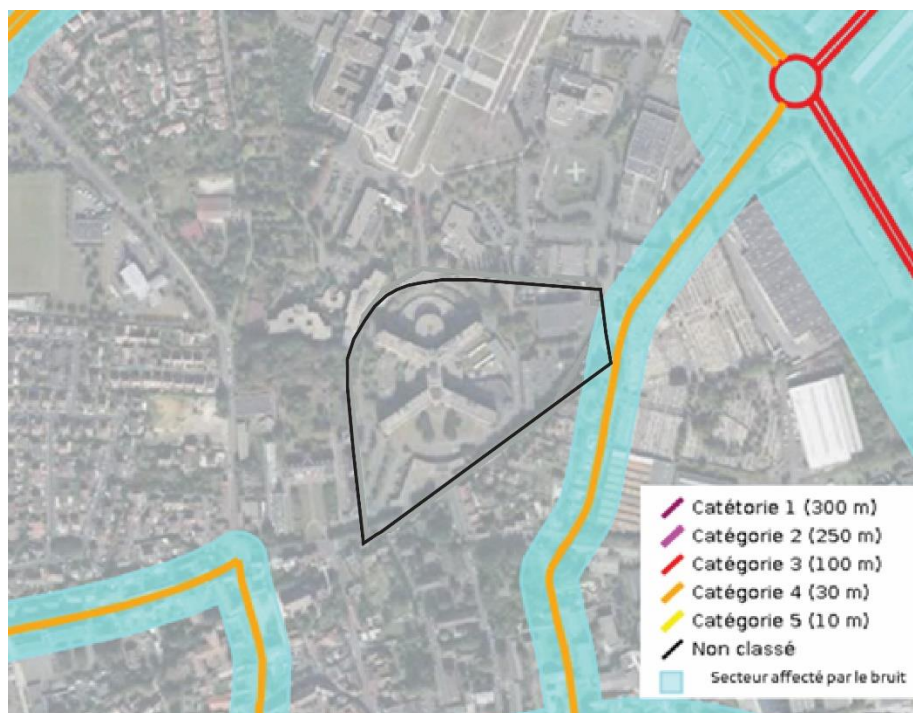 Catétorie 1 (300 m)
Catégorie 2 (250 m)
Catégorie 3 (100 m)
Catégorie 4 (30 m)
Catégorie 5 (10 m)
Non classé
Secteur affecté par le bruit